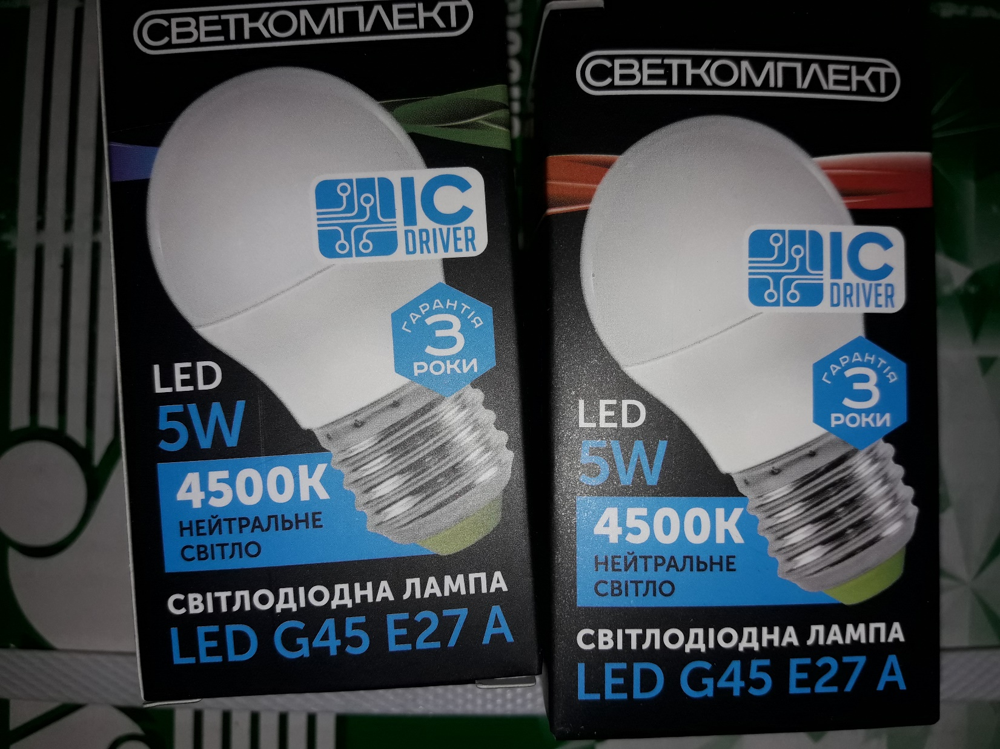 СВЕТКОМПЛЕКТ
IC
DRIVER
ГАРАНТІЯ
3
РОКИ
LED
5W
4500K
НЕЙТРАЛЬНЕ
СВІТЛО
СВІТЛОДІОДНА ЛАМПА
LED G45 E27 A
СВЕТКОМПЛЕКТ
IC
DRIVER
ГАРАНТІЯ
3
РОКИ
LED
5W
4500K
НЕЙТРАЛЬНЕ
СВІТЛО
СВІТЛОДІОДНА ЛАМПА
LED G45 E27 A